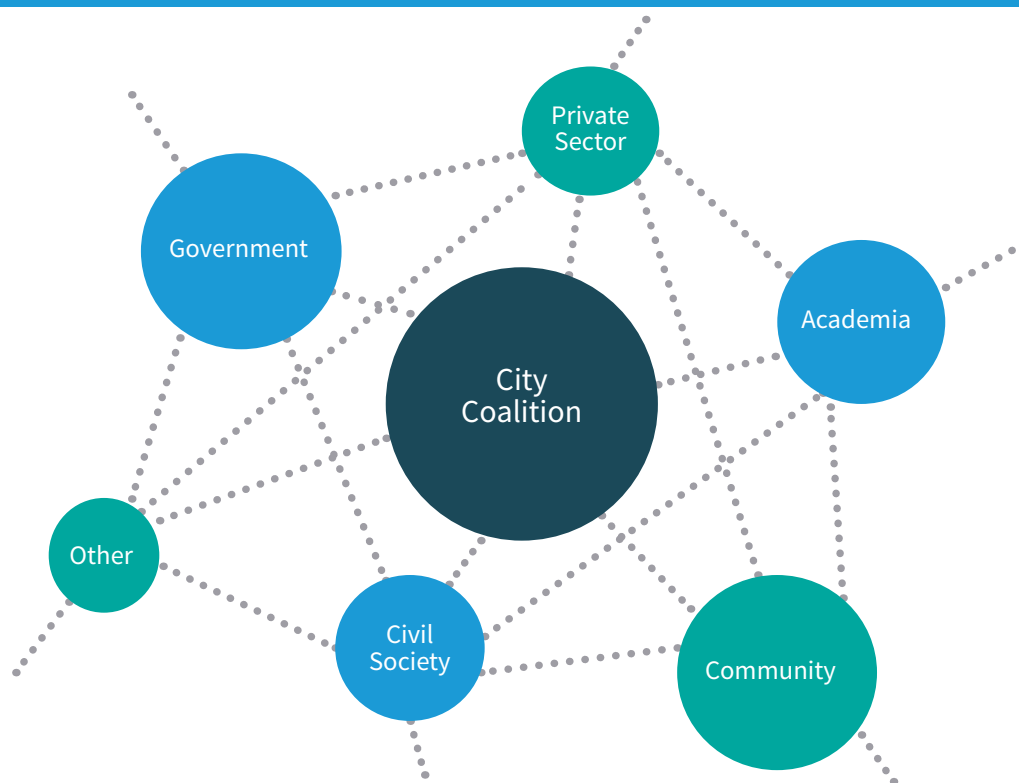 Private
Sector
Government
Academia
City
Coalition
Other
Civil
Society
Community